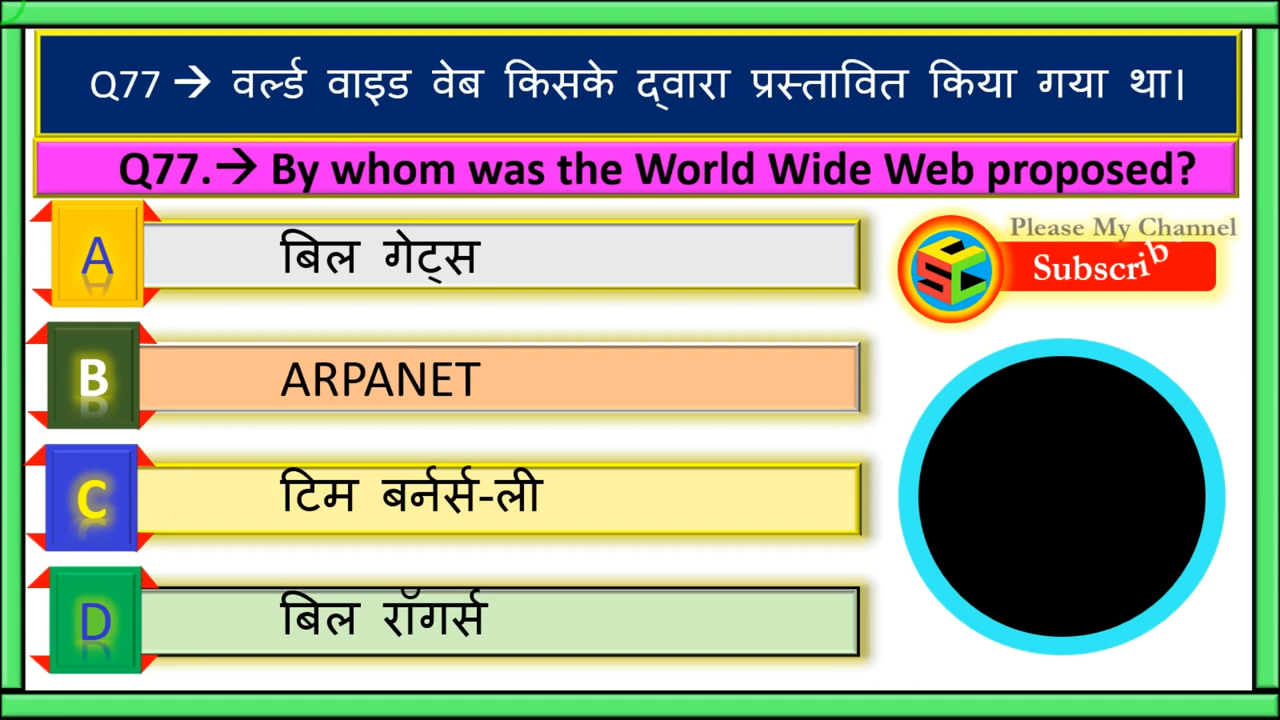 Q77 → वर्ल्ड वाइड वेब किसके द्वारा प्रस्तावित किया गया था।
Q77.→ By whom was the World Wide Web proposed?
A बिल गेट्स
Please My Channel
Subscrib
B ARPANET
C टिम बर्नर्स-ली
D बिल रॉगर्स